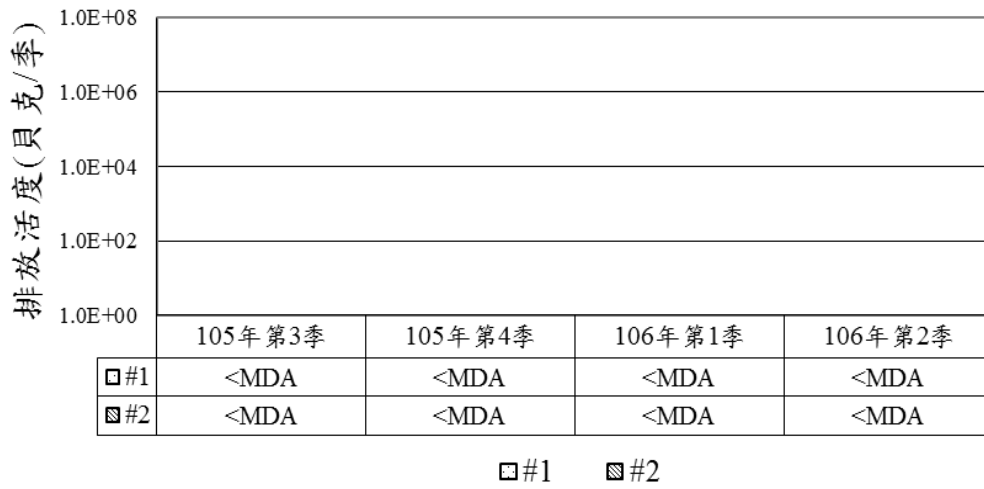 排放活度(貝克/季)
1.0E+08
1.0E+06
1.0E+04
1.0E+02
1.0E+00
105年第3季 105年第4季 106年第1季 106年第2季
#1 <MDA <MDA <MDA <MDA
#2 <MDA <MDA <MDA <MDA
#1 #2